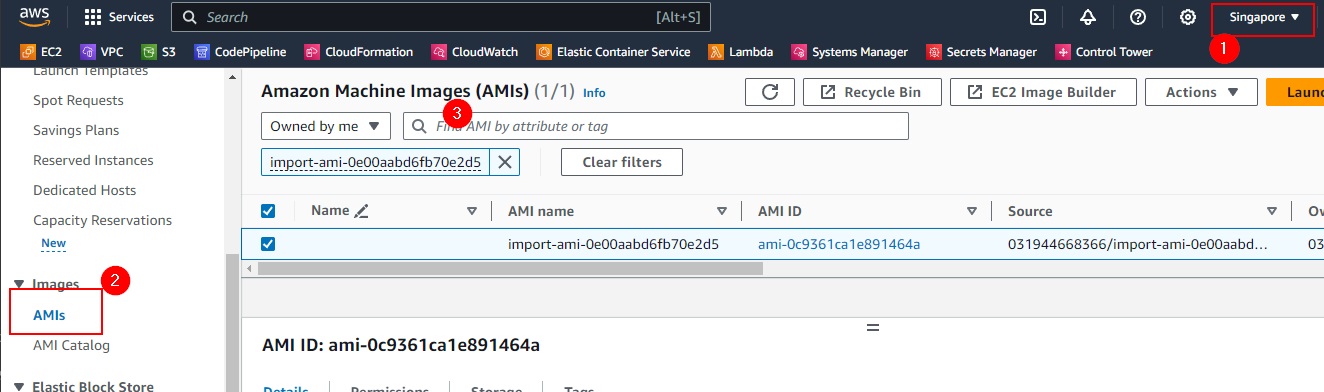 aws Services Search [Alt+S] Singapore ▼
1
EC2 VPC S3 CodePipeline CloudFormation CloudWatch Elastic Container Service Lambda Systems Manager Secrets Manager Control Tower
Launch Templates
Spot Requests
Savings Plans
Reserved Instances
Dedicated Hosts
Capacity Reservations
New
▼ Images
2
AMIs
AMI Catalog
▼ Elastic Block Store
Amazon Machine Images (AMIs) (1/1) Info
Recycle Bin EC2 Image Builder Actions ▼
3
Owned by me ▼ Find AMI by attribute or tag
import-ami-0e00aabd6fb70e2d5 Clear filters
Name AMI name AMI ID Source
import-ami-0e00aabd6fb70e2d5 ami-0c9361ca1e891464a 031944668366/import-ami-0e00aabd... 03
AMI ID: ami-0c9361ca1e891464a
Details Permissions Storage Tags